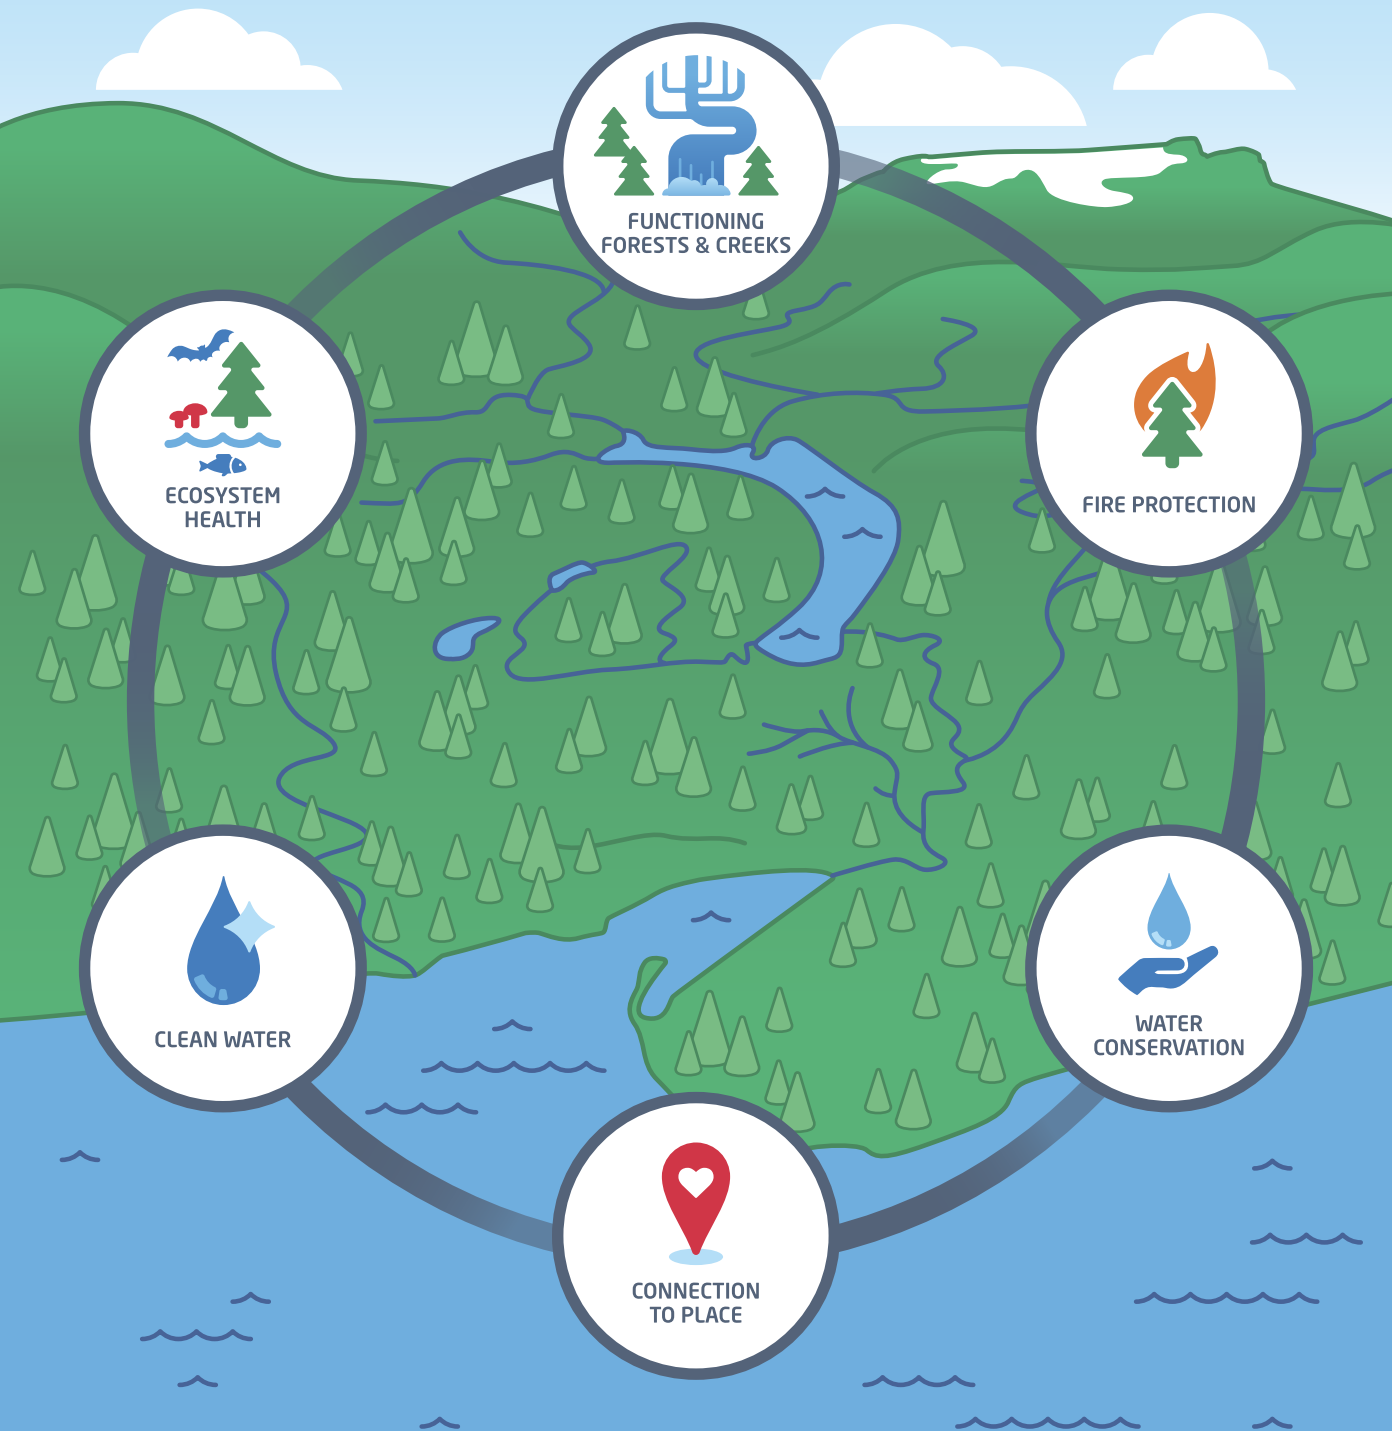 FUNCTIONING
FORESTS & CREEKS
ECOSYSTEM
HEALTH
FIRE PROTECTION
CLEAN WATER
WATER
CONSERVATION
CONNECTION
TO PLACE